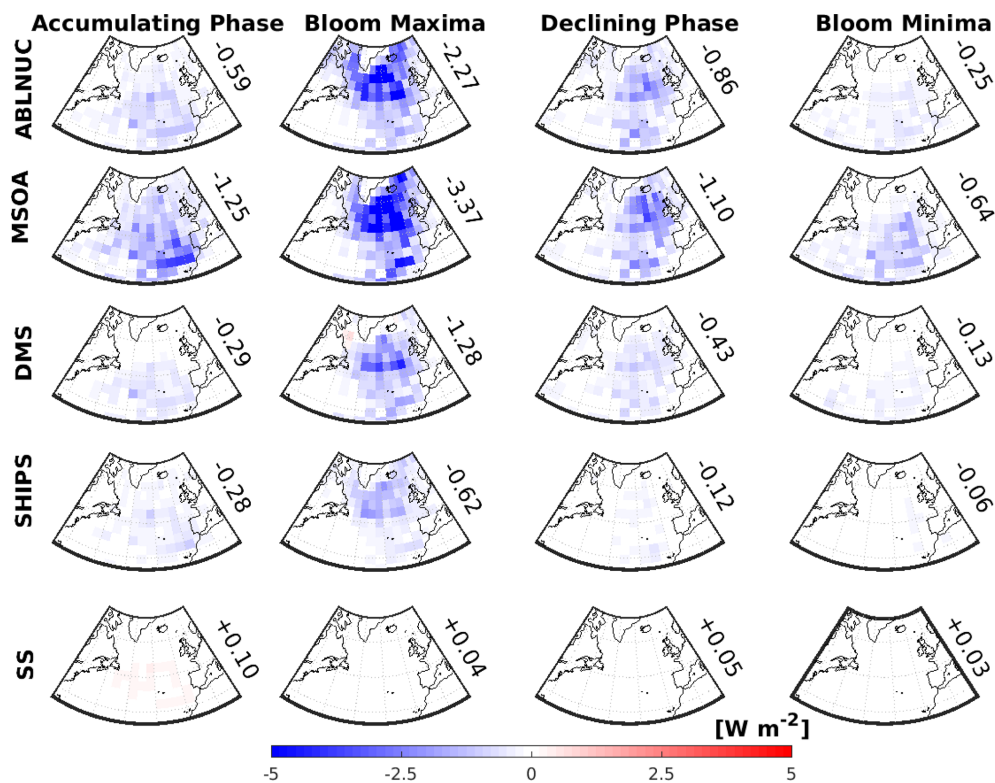 Accumulating Phase Bloom Maxima Declining Phase Bloom Minima
ABLNUC -0.59 -2.27 -0.86 -0.25
MSOA -1.25 -3.37 -1.10 -0.64
DMS -0.29 -1.28 -0.43 -0.13
SHIPS -0.28 -0.62 -0.12 -0.06
SS +0.10 +0.04 +0.05 +0.03
[W m⁻²]
-5 -2.5 0 2.5 5